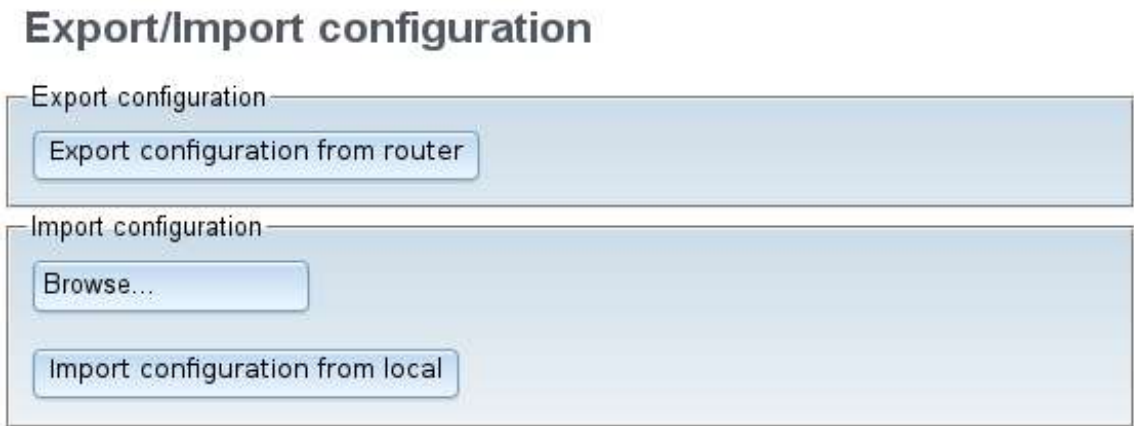 Export/Import configuration
Export configuration
Export configuration from router
Import configuration
Browse...
Import configuration from local